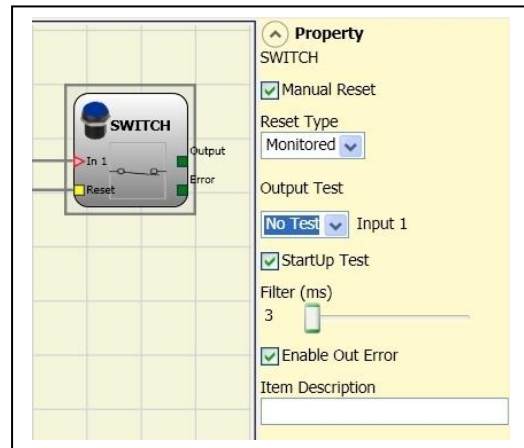 SWITCH
In 1
Reset
Output
Error
Property
SWITCH
Manual Reset
Reset Type
Monitored
Output Test
No Test Input 1
StartUp Test
Filter (ms)
3
Enable Out Error
Item Description